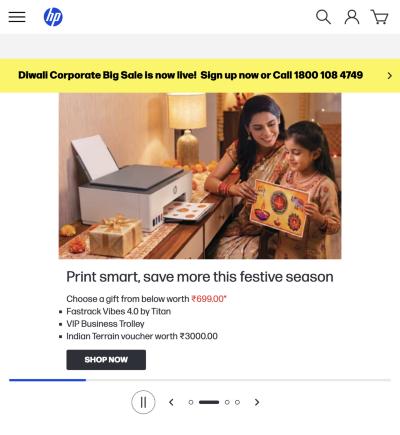 hp
Diwali Corporate Big Sale is now live! Sign up now or Call 1800 108 4749
Print smart, save more this festive season
Choose a gift from below worth ₹699.00*
Fastrack Vibes 4.0 by Titan
VIP Business Trolley
Indian Terrain voucher worth ₹3000.00
SHOP NOW